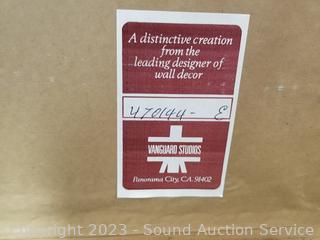 A distinctive creation
from the
leading designer of
wall decor
470144- E
VANGUARD STUDIOS
Panorama City, CA. 91402
Copyright 2023 - Sound Auction Service